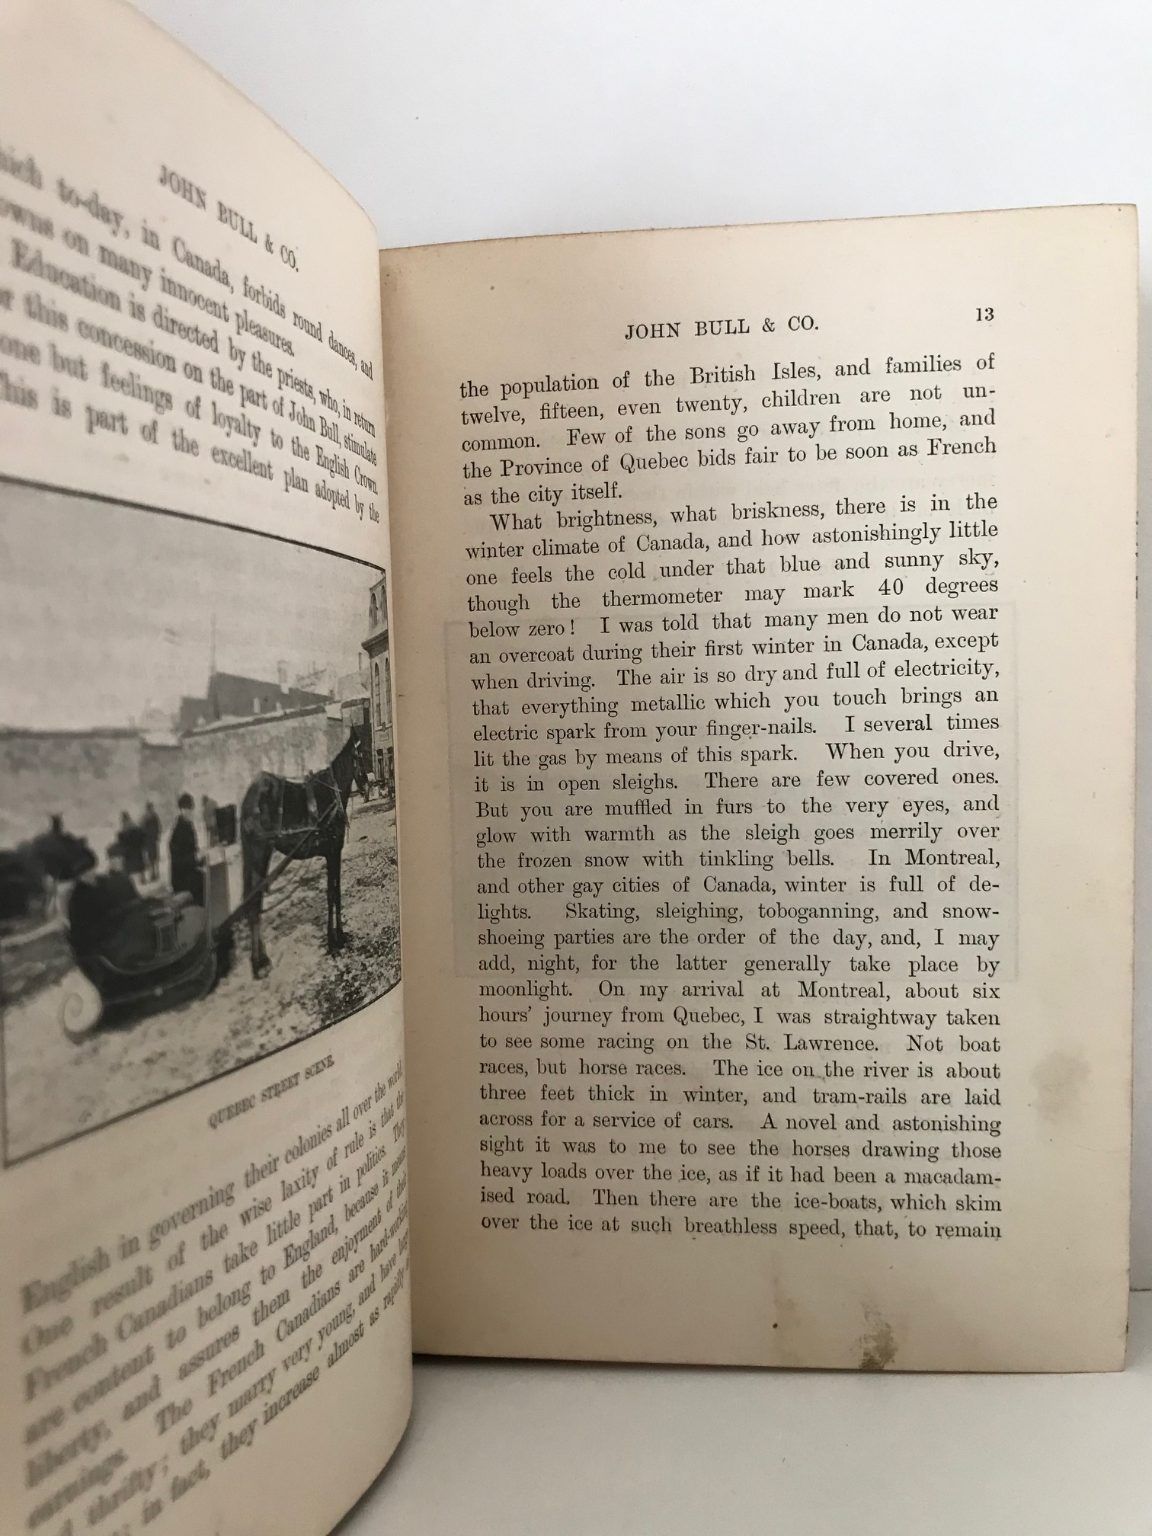 JOHN BULL & CO.
which to-day, in Canada, forbids round dances, and
on many innocent pleasures.
Education is directed by the priests, who, in return
for this concession on the part of John Bull, stimulate
none but feelings of loyalty to the English Crown.
This is part of the excellent plan adopted by the
QUEBEC STREET SCENE.
English in governing their colonies all over the world.
One result of the wise laxity of rule is that the
French Canadians take little part in politics. They
are content to belong to England, because it means
liberty, and assures them the enjoyment of their
earnings. The French Canadians are hard-working
and thrifty; they marry very young, and have large
in fact, they increase almost as rapidly as
JOHN BULL & CO.
13
the population of the British Isles, and families of
twelve, fifteen, even twenty, children are not un-
common. Few of the sons go away from home, and
the Province of Quebec bids fair to be soon as French
as the city itself.
What brightness, what briskness, there is in the
winter climate of Canada, and how astonishingly little
one feels the cold under that blue and sunny sky,
though the thermometer may mark 40 degrees
below zero! I was told that many men do not wear
an overcoat during their first winter in Canada, except
when driving. The air is so dry and full of electricity,
that everything metallic which you touch brings an
electric spark from your finger-nails. I several times
lit the gas by means of this spark. When you drive,
it is in open sleighs. There are few covered ones.
But you are muffled in furs to the very eyes, and
glow with warmth as the sleigh goes merrily over
the frozen snow with tinkling bells. In Montreal,
and other gay cities of Canada, winter is full of de-
lights. Skating, sleighing, toboganning, and snow-
shoeing parties are the order of the day, and, I may
add, night, for the latter generally take place by
moonlight. On my arrival at Montreal, about six
hours' journey from Quebec, I was straightway taken
to see some racing on the St. Lawrence. Not boat
races, but horse races. The ice on the river is about
three feet thick in winter, and tram-rails are laid
across for a service of cars. A novel and astonishing
sight it was to me to see the horses drawing those
heavy loads over the ice, as if it had been a macadam-
ised road. Then there are the ice-boats, which skim
over the ice at such breathless speed, that, to remain